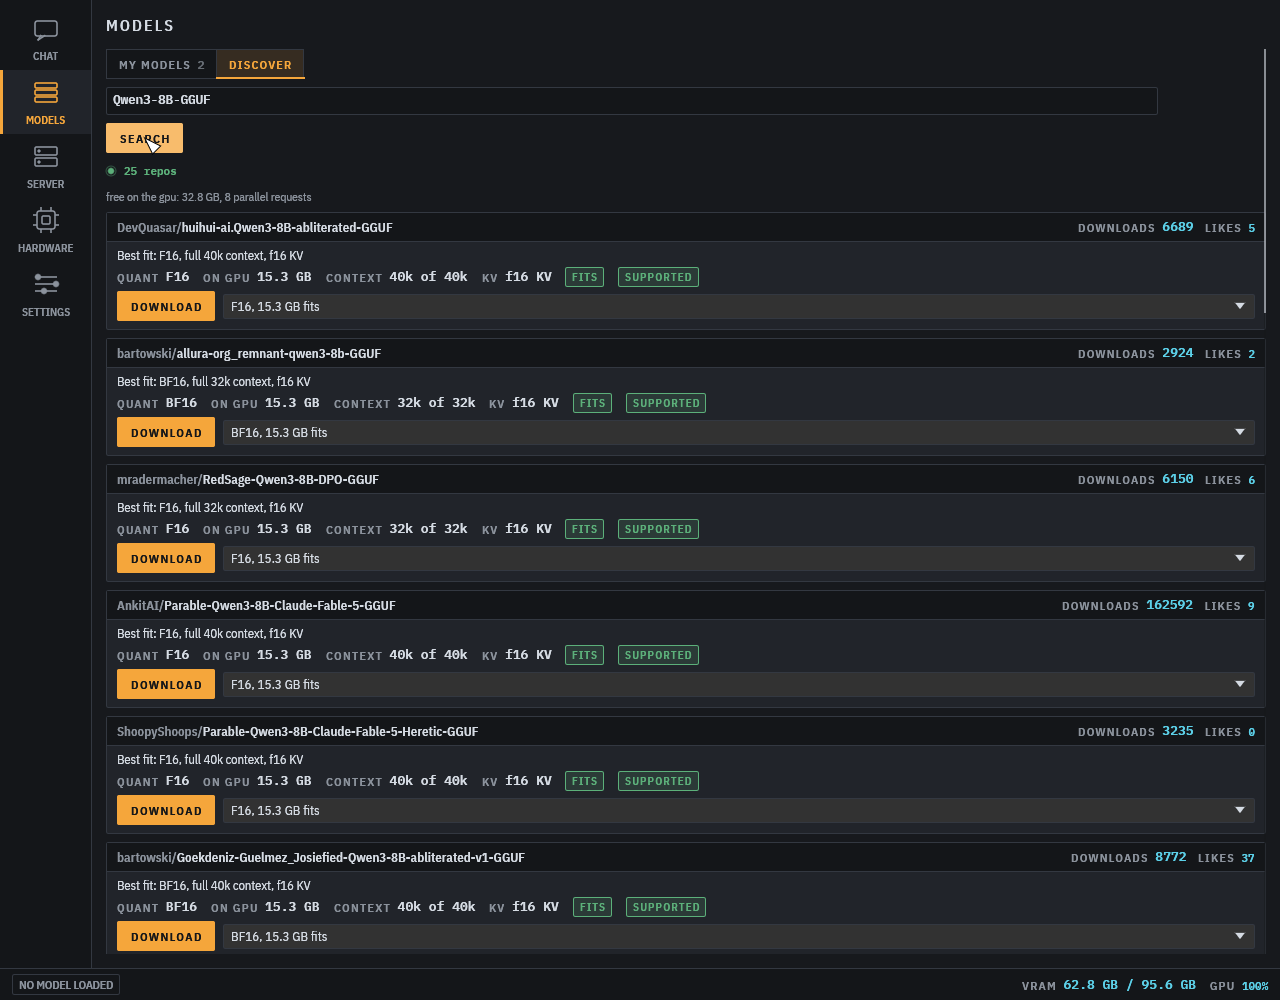 MODELS
CHAT
MODELS
SERVER
HARDWARE
SETTINGS
MY MODELS 2 DISCOVER
Qwen3-8B-GGUF
SEARCH
25 repos
free on the gpu: 32.8 GB, 8 parallel requests
DevQuasar/huihui-ai.Qwen3-8B-abliterated-GGUF DOWNLOADS 6689 LIKES 5
Best fit: F16, full 40k context, f16 KV
QUANT F16 ON GPU 15.3 GB CONTEXT 40k of 40k KV f16 KV FITS SUPPORTED
DOWNLOAD F16, 15.3 GB fits
bartowski/allura-org_remnant-qwen3-8b-GGUF DOWNLOADS 2924 LIKES 2
Best fit: BF16, full 32k context, f16 KV
QUANT BF16 ON GPU 15.3 GB CONTEXT 32k of 32k KV f16 KV FITS SUPPORTED
DOWNLOAD BF16, 15.3 GB fits
mradermacher/RedSage-Qwen3-8B-DPO-GGUF DOWNLOADS 6150 LIKES 6
Best fit: F16, full 32k context, f16 KV
QUANT F16 ON GPU 15.3 GB CONTEXT 32k of 32k KV f16 KV FITS SUPPORTED
DOWNLOAD F16, 15.3 GB fits
AnkitAI/Parable-Qwen3-8B-Claude-Fable-5-GGUF DOWNLOADS 162592 LIKES 9
Best fit: F16, full 40k context, f16 KV
QUANT F16 ON GPU 15.3 GB CONTEXT 40k of 40k KV f16 KV FITS SUPPORTED
DOWNLOAD F16, 15.3 GB fits
ShoopyShoops/Parable-Qwen3-8B-Claude-Fable-5-Heretic-GGUF DOWNLOADS 3235 LIKES 0
Best fit: F16, full 40k context, f16 KV
QUANT F16 ON GPU 15.3 GB CONTEXT 40k of 40k KV f16 KV FITS SUPPORTED
DOWNLOAD F16, 15.3 GB fits
bartowski/Goekdeniz-Guelmez_Josiefied-Qwen3-8B-abliterated-v1-GGUF DOWNLOADS 8772 LIKES 37
Best fit: BF16, full 40k context, f16 KV
QUANT BF16 ON GPU 15.3 GB CONTEXT 40k of 40k KV f16 KV FITS SUPPORTED
DOWNLOAD BF16, 15.3 GB fits
NO MODEL LOADED VRAM 62.8 GB / 95.6 GB GPU 100%